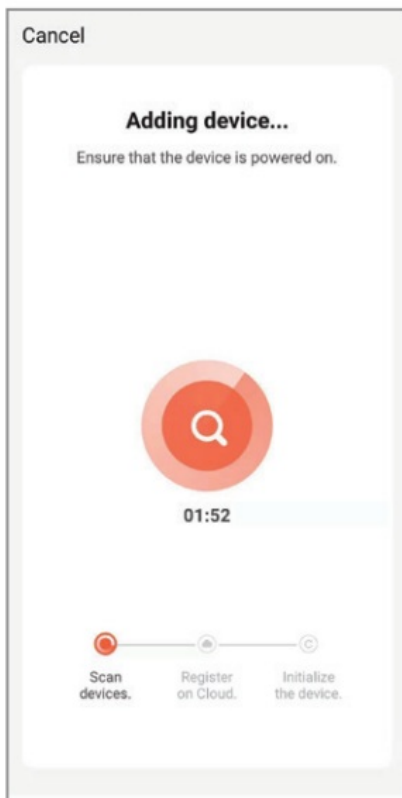 Cancel
Adding device...
Ensure that the device is powered on.
01:52
Scan
devices.
Register
on Cloud.
Initialize
the device.